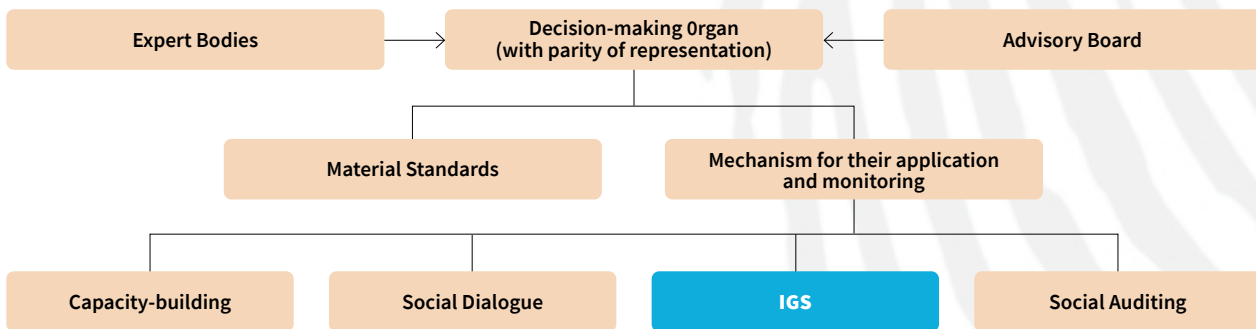 Expert Bodies
Decision-making 0rgan
(with parity of representation)
Advisory Board
Material Standards
Mechanism for their application
and monitoring
Capacity-building
Social Dialogue
IGS
Social Auditing